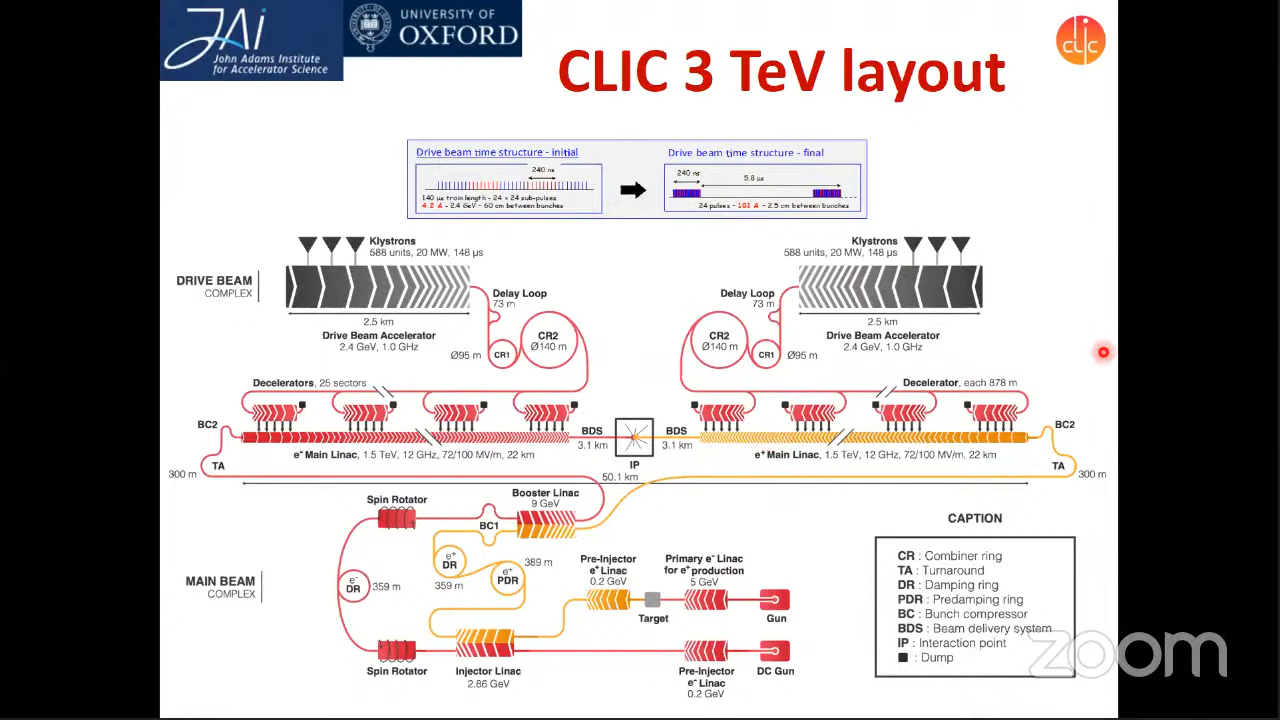 JAi
John Adams Institute
for Accelerator Science
UNIVERSITY OF
OXFORD
CLIC 3 TeV layout
clic
Drive beam time structure - initial
240 ns
140 µs train length - 24 x 24 sub-pulses
4.2 A - 2.4 GeV - 60 cm between bunches
Drive beam time structure - final
240 ns
5.8 µs
24 pulses - 101 A - 2.5 cm between bunches
Klystrons
588 units, 20 MW, 148 µs
Klystrons
588 units, 20 MW, 148 µs
DRIVE BEAM
COMPLEX
2.5 km
Drive Beam Accelerator
2.4 GeV, 1.0 GHz
Delay Loop
73 m
CR2
Ø140 m
CR1
Ø95 m
Delay Loop
73 m
CR2
Ø140 m
CR1
Ø95 m
2.5 km
Drive Beam Accelerator
2.4 GeV, 1.0 GHz
Decelerators, 25 sectors
Decelerator, each 878 m
BC2
BDS
3.1 km
BDS
3.1 km
BC2
TA
300 m
e- Main Linac, 1.5 TeV, 12 GHz, 72/100 MV/m, 22 km
IP
e+ Main Linac, 1.5 TeV, 12 GHz, 72/100 MV/m, 22 km
TA
300 m
50.1 km
Spin Rotator
Booster Linac
9 GeV
BC1
MAIN BEAM
COMPLEX
e-
DR
359 m
e+
DR
359 m
e+
PDR
389 m
Pre-Injector
e+ Linac
0.2 GeV
Primary e- Linac
for e+ production
5 GeV
Target
Gun
Spin Rotator
Injector Linac
2.86 GeV
Pre-Injector
e- Linac
0.2 GeV
DC Gun
CAPTION
CR : Combiner ring
TA : Turnaround
DR : Damping ring
PDR : Predamping ring
BC : Bunch compressor
BDS : Beam delivery system
IP : Interaction point
: Dump
zoom